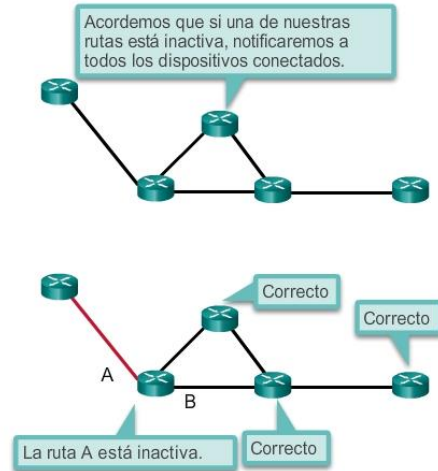 Acordemos que si una de nuestras
rutas está inactiva, notificaremos a
todos los dispositivos conectados.
Correcto
Correcto
A
B
La ruta A está inactiva.
Correcto